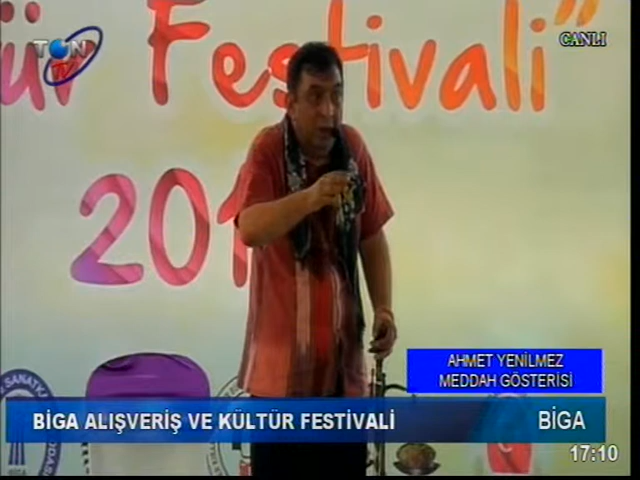 TON TV
CANLI
ür Festivali"
201
AHMET YENİLMEZ
MEDDAH GÖSTERİSİ
BİGA ALIŞVERİŞ VE KÜLTÜR FESTİVALİ
BİGA
17:10